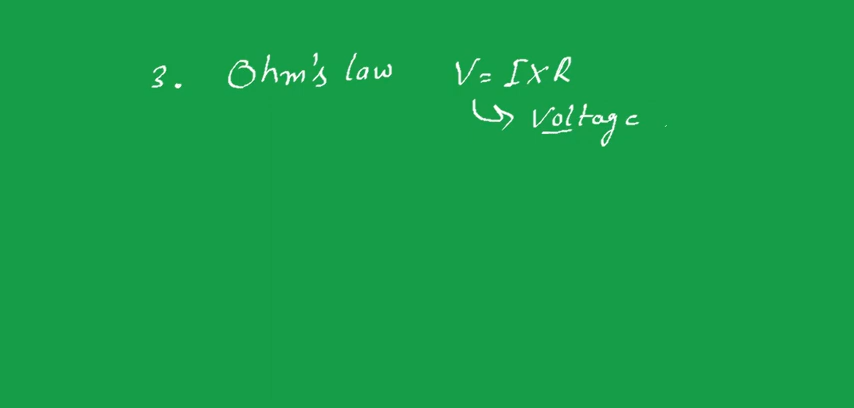 3. Ohm's law V = I X R
↳ Voltage